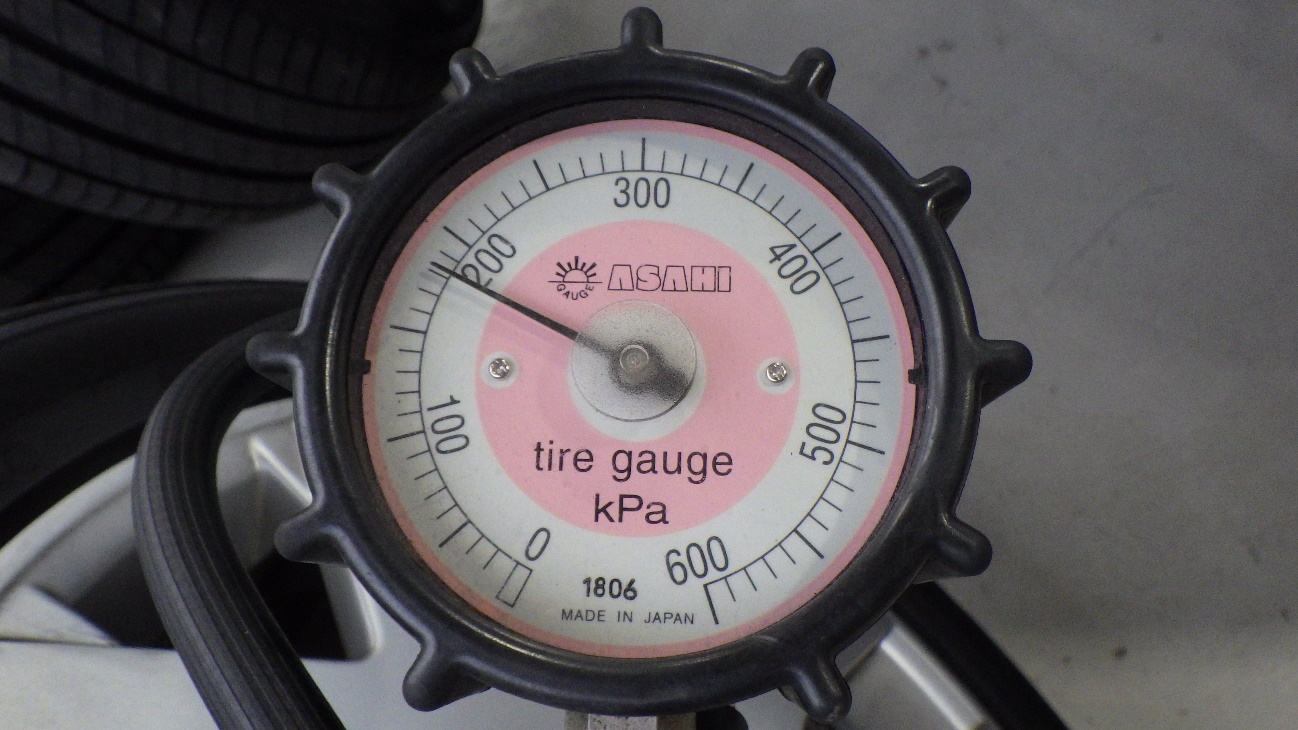 300
200
400
GAUGE
ASAHI
100
500
tire gauge
kPa
0
600
1806
MADE IN JAPAN